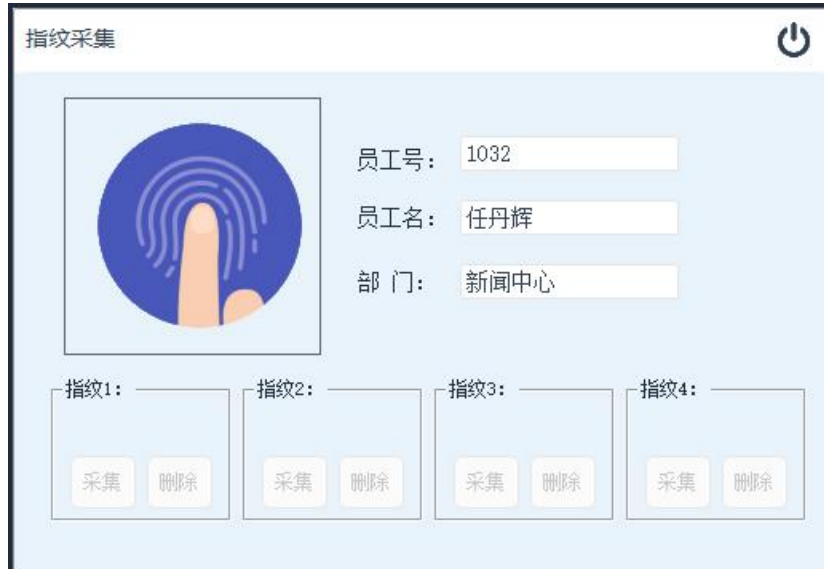 指纹采集
员工号: 1032
员工名: 任丹辉
部 门: 新闻中心
指纹1: 指纹2: 指纹3: 指纹4:
采集 删除 采集 删除 采集 删除 采集 删除